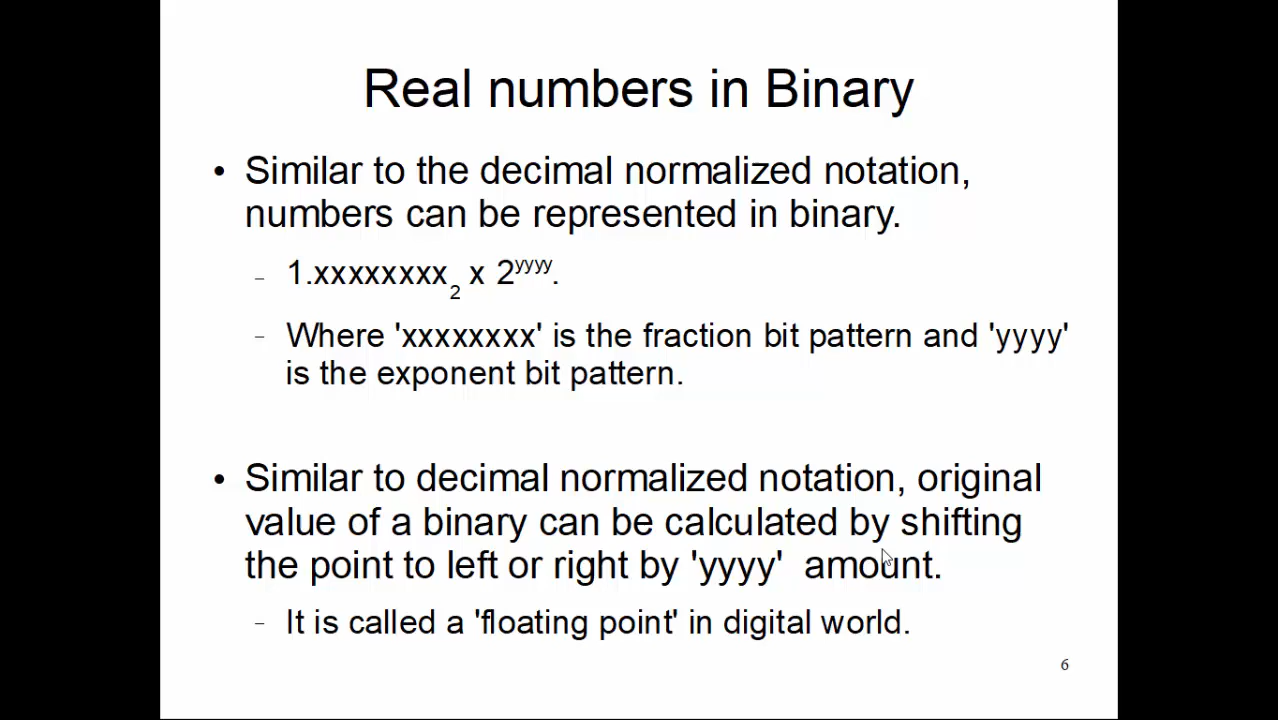 Real numbers in Binary
• Similar to the decimal normalized notation,
numbers can be represented in binary.
– 1.xxxxxxxx₂ x 2ʸʸʸʸ.
– Where 'xxxxxxxx' is the fraction bit pattern and 'yyyy'
is the exponent bit pattern.
• Similar to decimal normalized notation, original
value of a binary can be calculated by shifting
the point to left or right by 'yyyy' amount.
– It is called a 'floating point' in digital world.
6